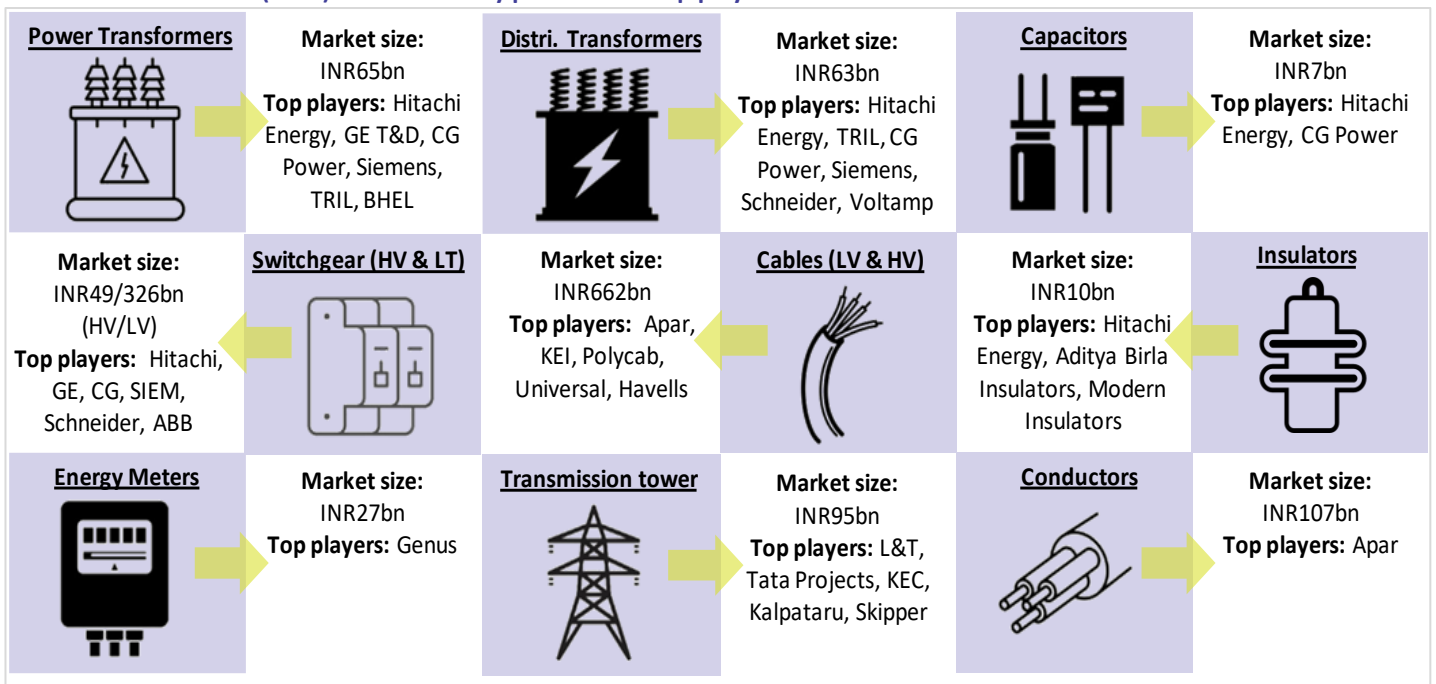 Power Transformers
Market size:
INR65bn
Top players: Hitachi
Energy, GE T&D, CG
Power, Siemens,
TRIL, BHEL
Distri. Transformers
Market size:
INR63bn
Top players: Hitachi
Energy, TRIL, CG
Power, Siemens,
Schneider, Voltamp
Capacitors
Market size:
INR7bn
Top players: Hitachi
Energy, CG Power
Market size:
INR49/326bn
(HV/LV)
Top players: Hitachi,
GE, CG, SIEM,
Schneider, ABB
Switchgear (HV & LT)
Market size:
INR662bn
Top players: Apar,
KEI, Polycab,
Universal, Havells
Cables (LV & HV)
Market size:
INR10bn
Top players: Hitachi
Energy, Aditya Birla
Insulators, Modern
Insulators
Insulators
Energy Meters
Market size:
INR27bn
Top players: Genus
Transmission tower
Market size:
INR95bn
Top players: L&T,
Tata Projects, KEC,
Kalpataru, Skipper
Conductors
Market size:
INR107bn
Top players: Apar